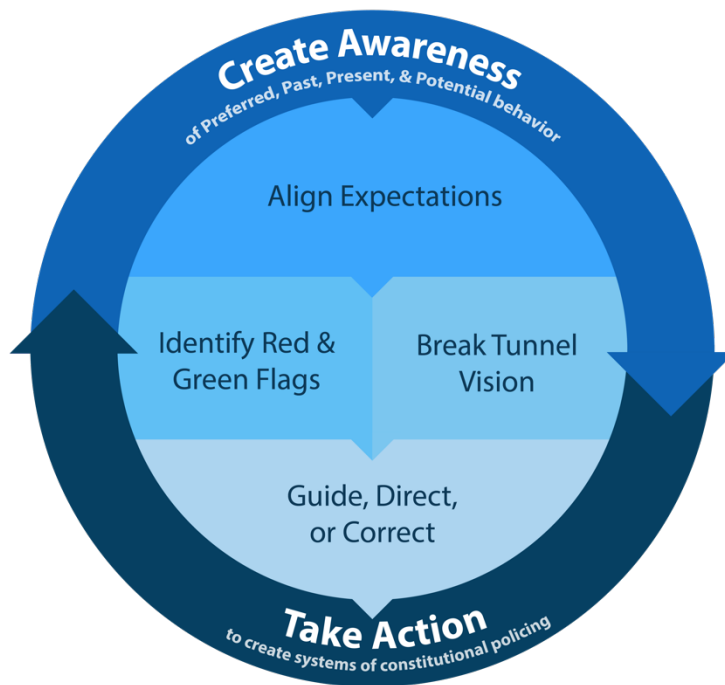 Create Awareness
of Preferred, Past, Present, & Potential behavior
Align Expectations
Identify Red &
Green Flags
Break Tunnel
Vision
Guide, Direct,
or Correct
Take Action
to create systems of constitutional policing